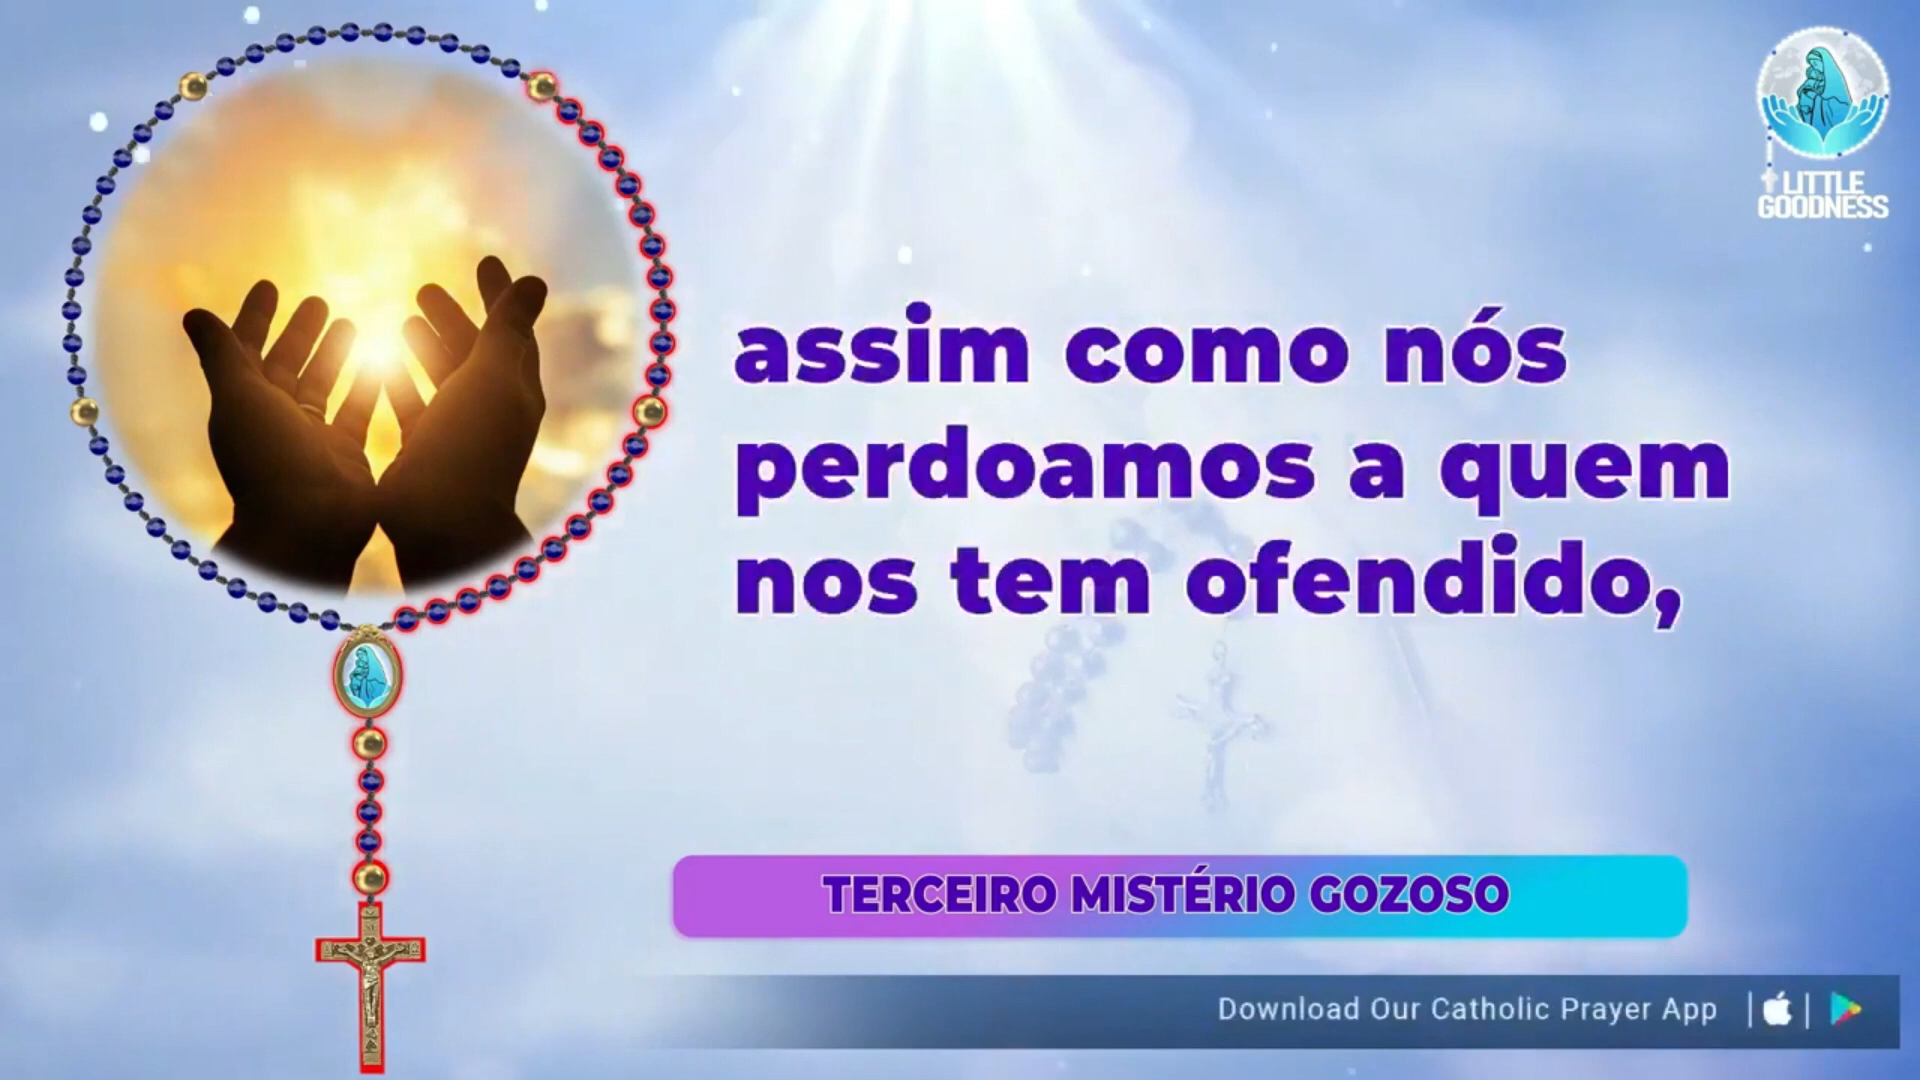 LITTLE
GOODNESS
assim como nós
perdoamos a quem
nos tem ofendido,
TERCEIRO MISTÉRIO GOZOSO
Download Our Catholic Prayer App